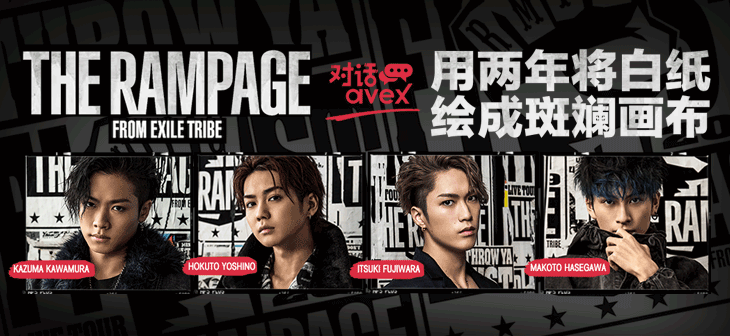 THE RAMPAGE
FROM EXILE TRIBE
对话
avex
用两年将白纸
绘成斑斓画布
KAZUMA KAWAMURA
HOKUTO YOSHINO
ITSUKI FUJIWARA
MAKOTO HASEGAWA